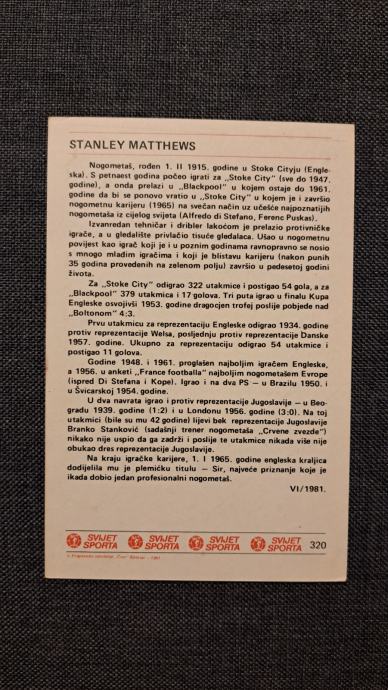 STANLEY MATTHEWS
Nogometaš, rođen 1. II 1915. godine u Stoke Cityju (Engle-
ska). S petnaest godina počeo igrati za „Stoke City" (sve do 1947.
godine), a onda prelazi u „Blackpool" u kojem ostaje do 1961.
godine da bi se ponovo vratio u „Stoke City" u kojem je i završio
nogometnu karijeru (1965) na svečan način uz učešće najpoznatijih
nogometaša iz cijelog svijeta (Alfredo di Stefano, Ferenc Puskas).
Izvanredan tehničar i dribler lakoćom je prelazio protivničke
igrače, a u gledalište privlačio tisuće gledalaca. Ušao u nogometnu
povijest kao igrač koji je i u poznim godinama ravnopravno se nosio
s mnogo mlađim igračima i koji je blistavu karijeru (nakon punih
35 godina provedenih na zelenom polju) završio u pedesetoj godini
života.
Za „Stoke City" odigrao 322 utakmice i postigao 54 gola, a za
„Blackpool" 379 utakmica i 17 golova. Tri puta igrao u finalu Kupa
Engleske osvojivši 1953. godine dragocjen trofej poslije pobjede nad
„Boltonom" 4:3.
Prvu utakmicu za reprezentaciju Engleske odigrao 1934. godine
protiv reprezentacije Welsa, posljednju protiv reprezentacije Danske
1957. godine. Ukupno za reprezentaciju odigrao 54 utakmice i
postigao 11 golova.
Godine 1948. i 1961. proglašen najboljim igračem Engleske,
a 1956. u anketi „France footballa" najboljim nogometašem Evrope
(ispred Di Stefana i Kope). Igrao i na dva PS — u Brazilu 1950. i
u Švicarskoj 1954. godine.
U dva navrata igrao i protiv reprezentacije Jugoslavije — u Beo-
gradu 1939. godine (1:2) i u Londonu 1956. godine (3:0). Na toj
utakmici (bile su mu 42 godine) lijevi bek reprezentacije Jugoslavije
Branko Stanković (sadašnji trener nogometaša „Crvene zvezde")
nikako nije uspio da ga zadrži i poslije te utakmice nikada više nije
obukao dres reprezentacije Jugoslavije.
Na kraju igračke karijere, 1. I 1965. godine engleska kraljica
dodijelila mu je plemićku titulu — Sir, najveće priznanje koje je
ikada dobio jedan profesionalni nogometaš.
VI/1981.
SVIJET SPORTA SVIJET SPORTA SVIJET SPORTA SVIJET SPORTA 320